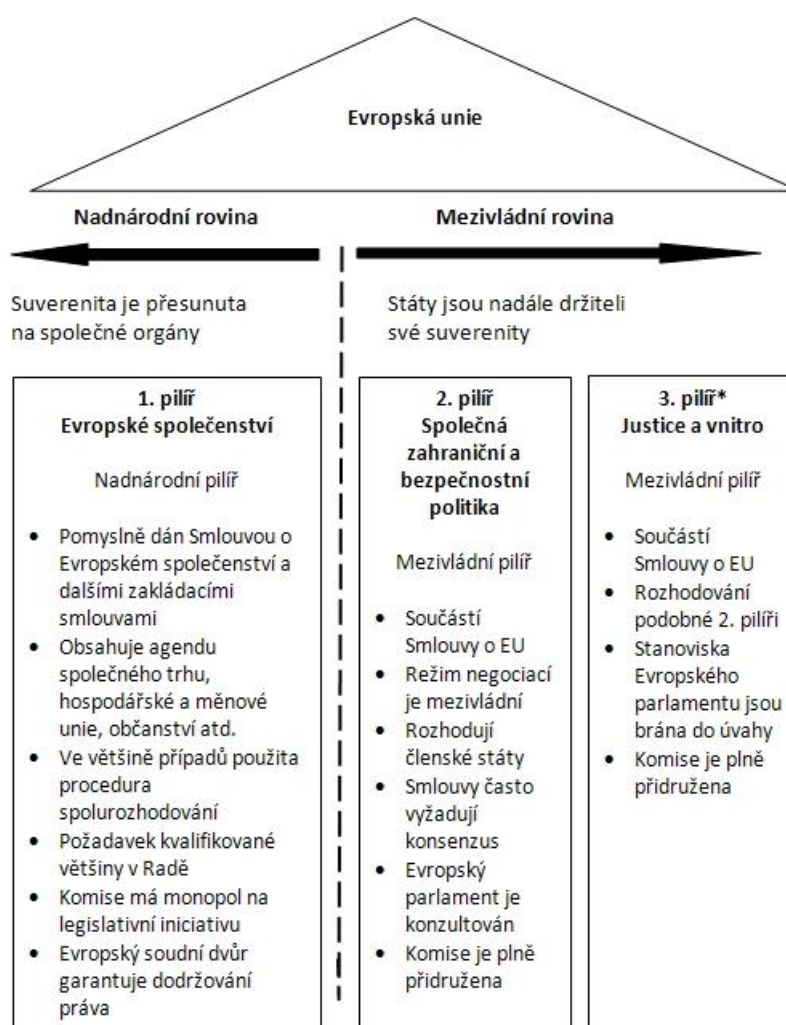 Evropská unie
Nadnárodní rovina
Mezivládní rovina
Suverenita je přesunuta
na společné orgány
Státy jsou nadále držiteli
své suverenity
1. pilíř
Evropské společenství
Nadnárodní pilíř
• Pomyslně dán Smlouvou o
Evropském společenství a
dalšími zakládacími
smlouvami
• Obsahuje agendu
společného trhu,
hospodářské a měnové
unie, občanství atd.
• Ve většině případů použita
procedura
spolurozhodování
• Požadavek kvalifikované
většiny v Radě
• Komise má monopol na
legislativní iniciativu
• Evropský soudní dvůr
garantuje dodržování
práva
2. pilíř
Společná
zahraniční a
bezpečnostní
politika
Mezivládní pilíř
• Součástí
Smlouvy o EU
• Režim negociací
je mezivládní
• Rozhodují
členské státy
• Smlouvy často
vyžadují
konsenzus
• Evropský
parlament je
konzultován
• Komise je plně
přidružena
3. pilíř*
Justice a vnitro
Mezivládní pilíř
• Součástí
Smlouvy o EU
• Rozhodování
podobné 2. pilíři
• Stanoviska
Evropského
parlamentu jsou
brána do úvahy
• Komise je plně
přidružena